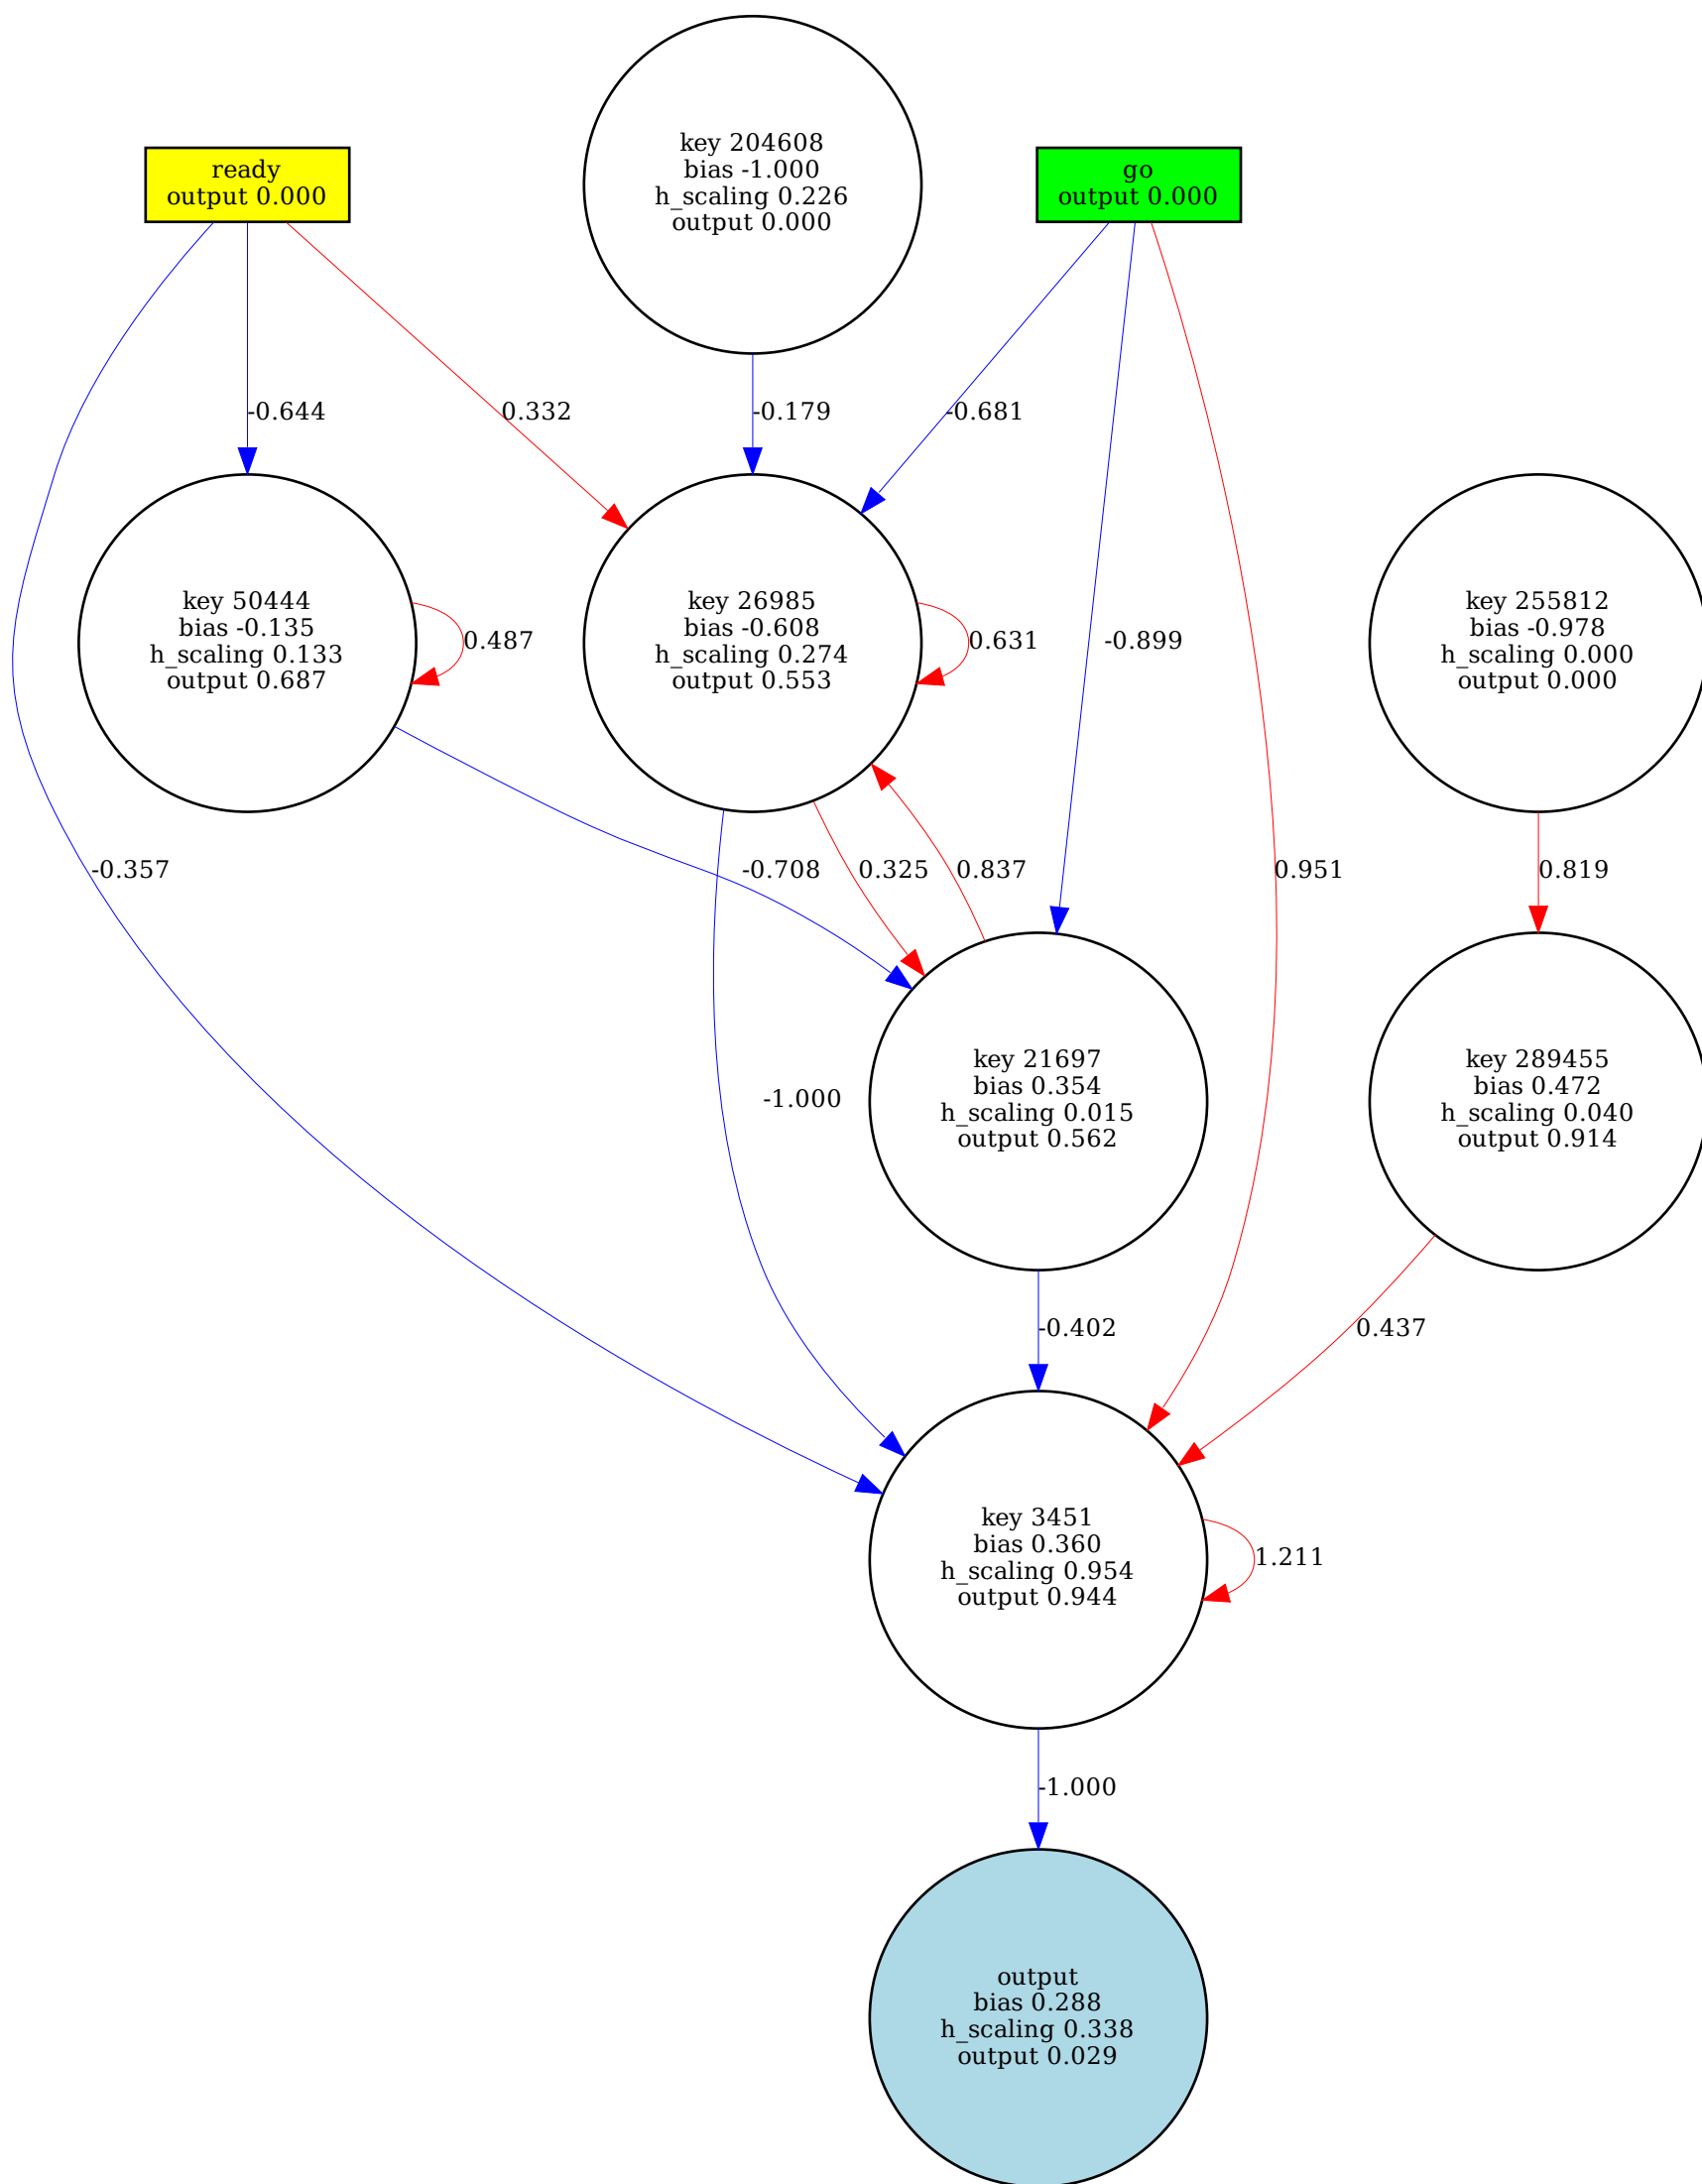 key 204608
bias -1.000
h_scaling 0.226
output 0.000
ready
output 0.000
go
output 0.000
-0.644
0.332
-0.179
-0.681
key 50444
bias -0.135
h_scaling 0.133
output 0.687
0.487
key 26985
bias -0.608
h_scaling 0.274
output 0.553
0.631
-0.899
key 255812
bias -0.978
h_scaling 0.000
output 0.000
-0.357
-0.708
0.325
0.837
0.951
0.819
-1.000
key 21697
bias 0.354
h_scaling 0.015
output 0.562
key 289455
bias 0.472
h_scaling 0.040
output 0.914
-0.402
0.437
key 3451
bias 0.360
h_scaling 0.954
output 0.944
1.211
-1.000
output
bias 0.288
h_scaling 0.338
output 0.029